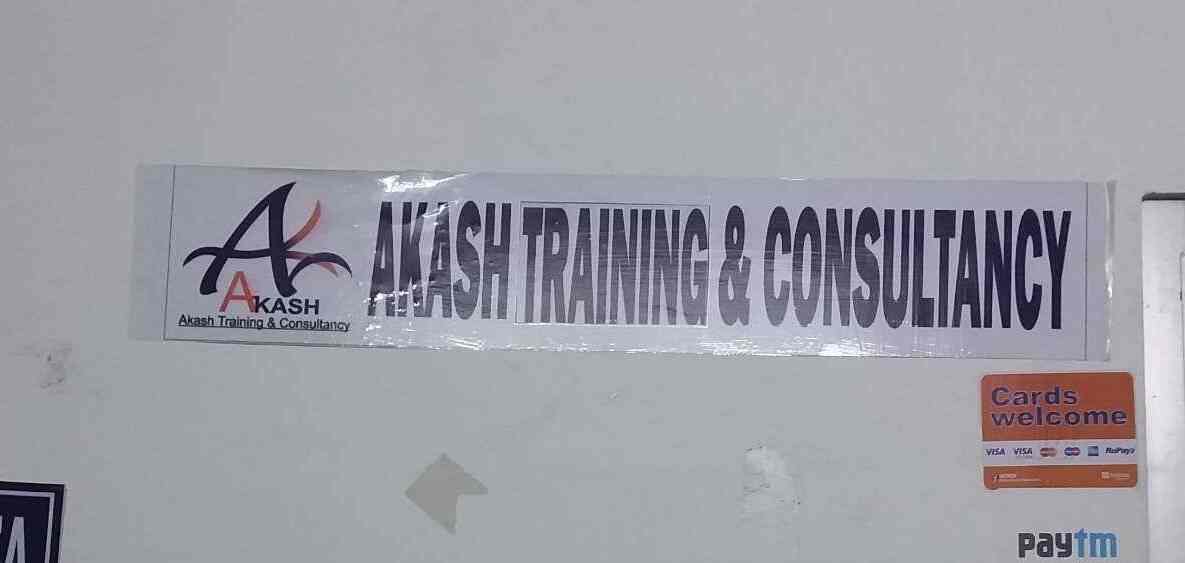 AKASH TRAINING & CONSULTANCY
AKASH
Akash Training & Consultancy
Cards
welcome
VISA VISA RuPay
paytm